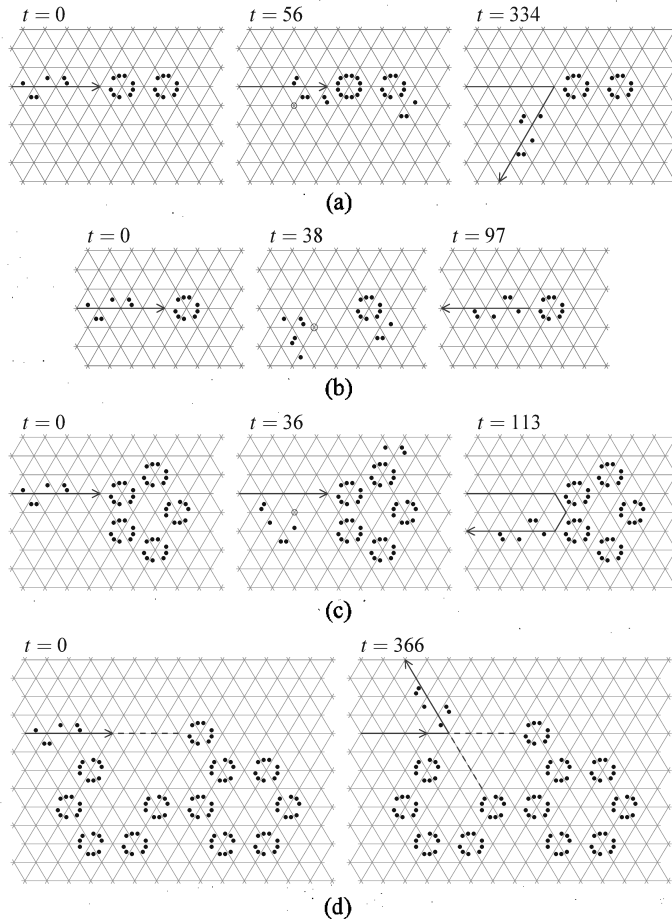 t = 0 t = 56 t = 334
(a)
t = 0 t = 38 t = 97
(b)
t = 0 t = 36 t = 113
(c)
t = 0 t = 366
(d)